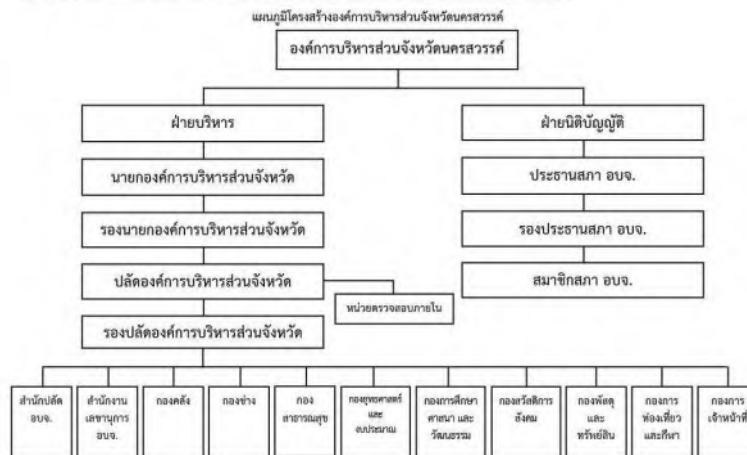 แผนภูมิโครงสร้างองค์การบริหารส่วนจังหวัดนครสวรรค์
องค์การบริหารส่วนจังหวัดนครสวรรค์
ฝ่ายบริหาร
ฝ่ายนิติบัญญัติ
นายกองค์การบริหารส่วนจังหวัด
ประธานสภา อบจ.
รองนายกองค์การบริหารส่วนจังหวัด
รองประธานสภา อบจ.
ปลัดองค์การบริหารส่วนจังหวัด
สมาชิกสภา อบจ.
หน่วยตรวจสอบภายใน
รองปลัดองค์การบริหารส่วนจังหวัด
สำนักปลัด
อบจ.
สำนักงาน
เลขานุการ
อบจ.
กองคลัง
กองช่าง
กอง
สาธารณสุข
กองยุทธศาสตร์
และ
งบประมาณ
กองการศึกษา
ศาสนา และ
วัฒนธรรม
กองสวัสดิการ
สังคม
กองพัสดุ
และ
ทรัพย์สิน
กองการ
ท่องเที่ยว
และกีฬา
กองการ
เจ้าหน้าที่